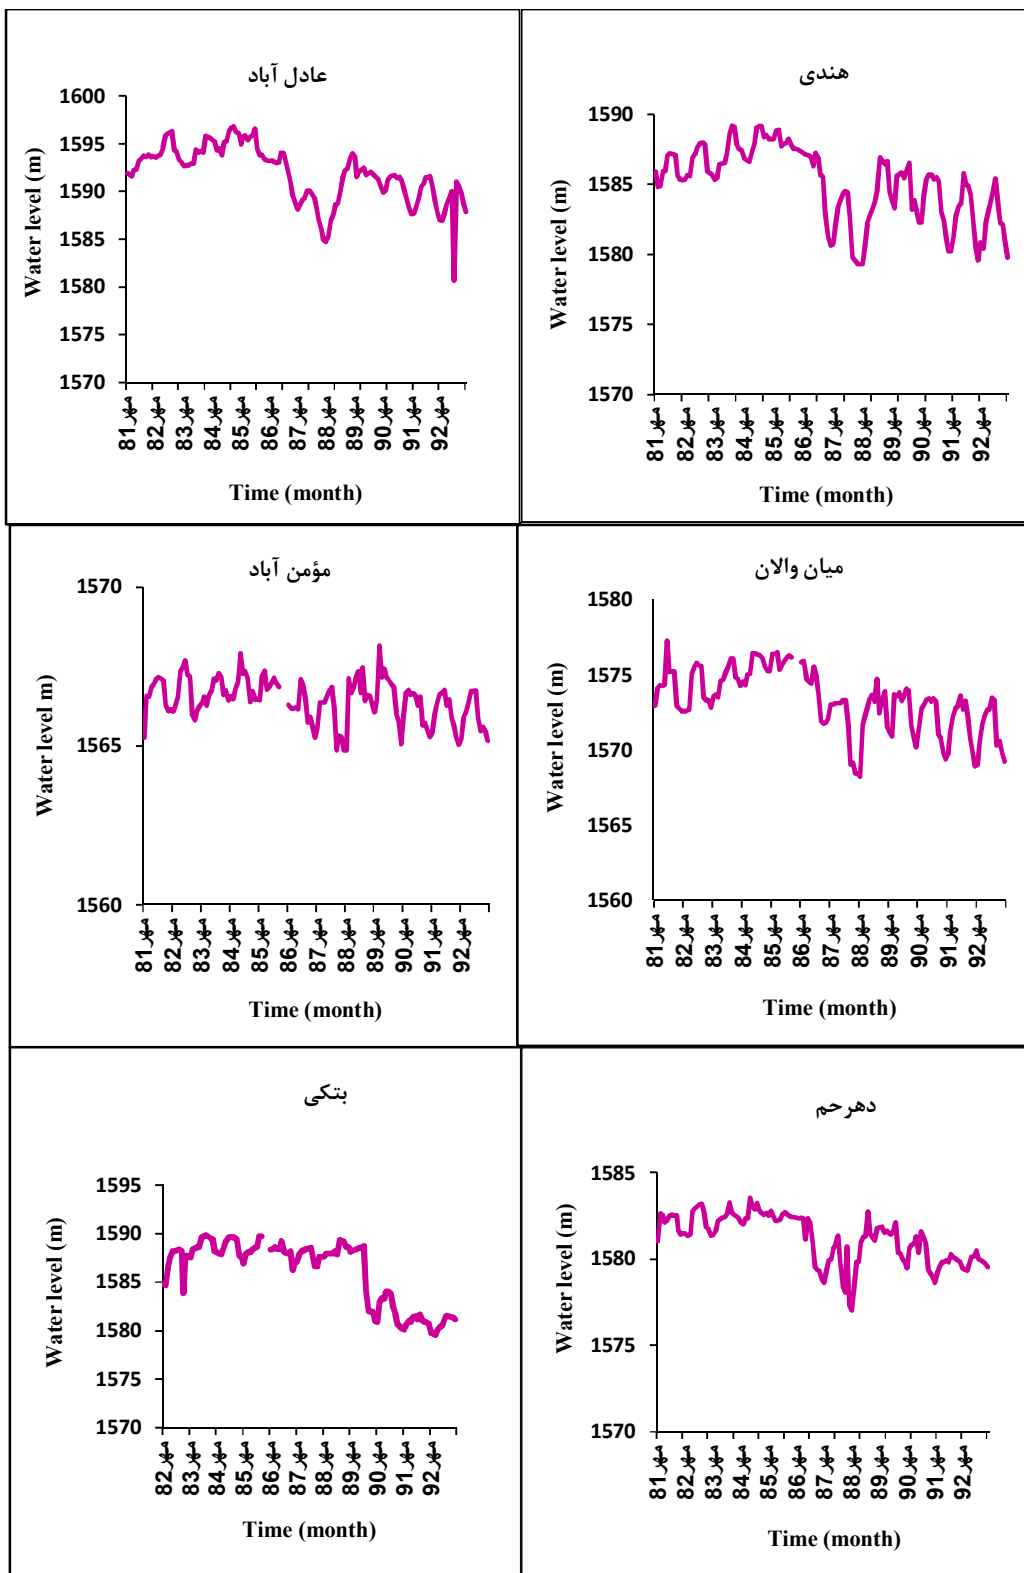 عادل آباد
Water level (m)
1600
1595
1590
1585
1580
1575
1570
مهر 81
مهر 82
مهر 83
مهر 84
مهر 85
مهر 86
مهر 87
مهر 88
مهر 89
مهر 90
مهر 91
مهر 92
Time (month)
هندی
Water level (m)
1590
1585
1580
1575
1570
مهر 81
مهر 82
مهر 83
مهر 84
مهر 85
مهر 86
مهر 87
مهر 88
مهر 89
مهر 90
مهر 91
مهر 92
Time (month)
مؤمن آباد
Water level m)
1570
1565
1560
مهر 81
مهر 82
مهر 83
مهر 84
مهر 85
مهر 86
مهر 87
مهر 88
مهر 89
مهر 90
مهر 91
مهر 92
Time (month)
میان والان
Water level (m)
1580
1575
1570
1565
1560
مهر 81
مهر 82
مهر 83
مهر 84
مهر 85
مهر 86
مهر 87
مهر 88
مهر 89
مهر 90
مهر 91
مهر 92
Time (month)
بتکی
Water level (m)
1595
1590
1585
1580
1575
1570
مهر 82
مهر 83
مهر 84
مهر 85
مهر 86
مهر 87
مهر 88
مهر 89
مهر 90
مهر 91
مهر 92
Time (month)
دهرحم
Water level (m)
1585
1580
1575
1570
مهر 81
مهر 82
مهر 83
مهر 84
مهر 85
مهر 86
مهر 87
مهر 88
مهر 89
مهر 90
مهر 91
مهر 92
Time (month)